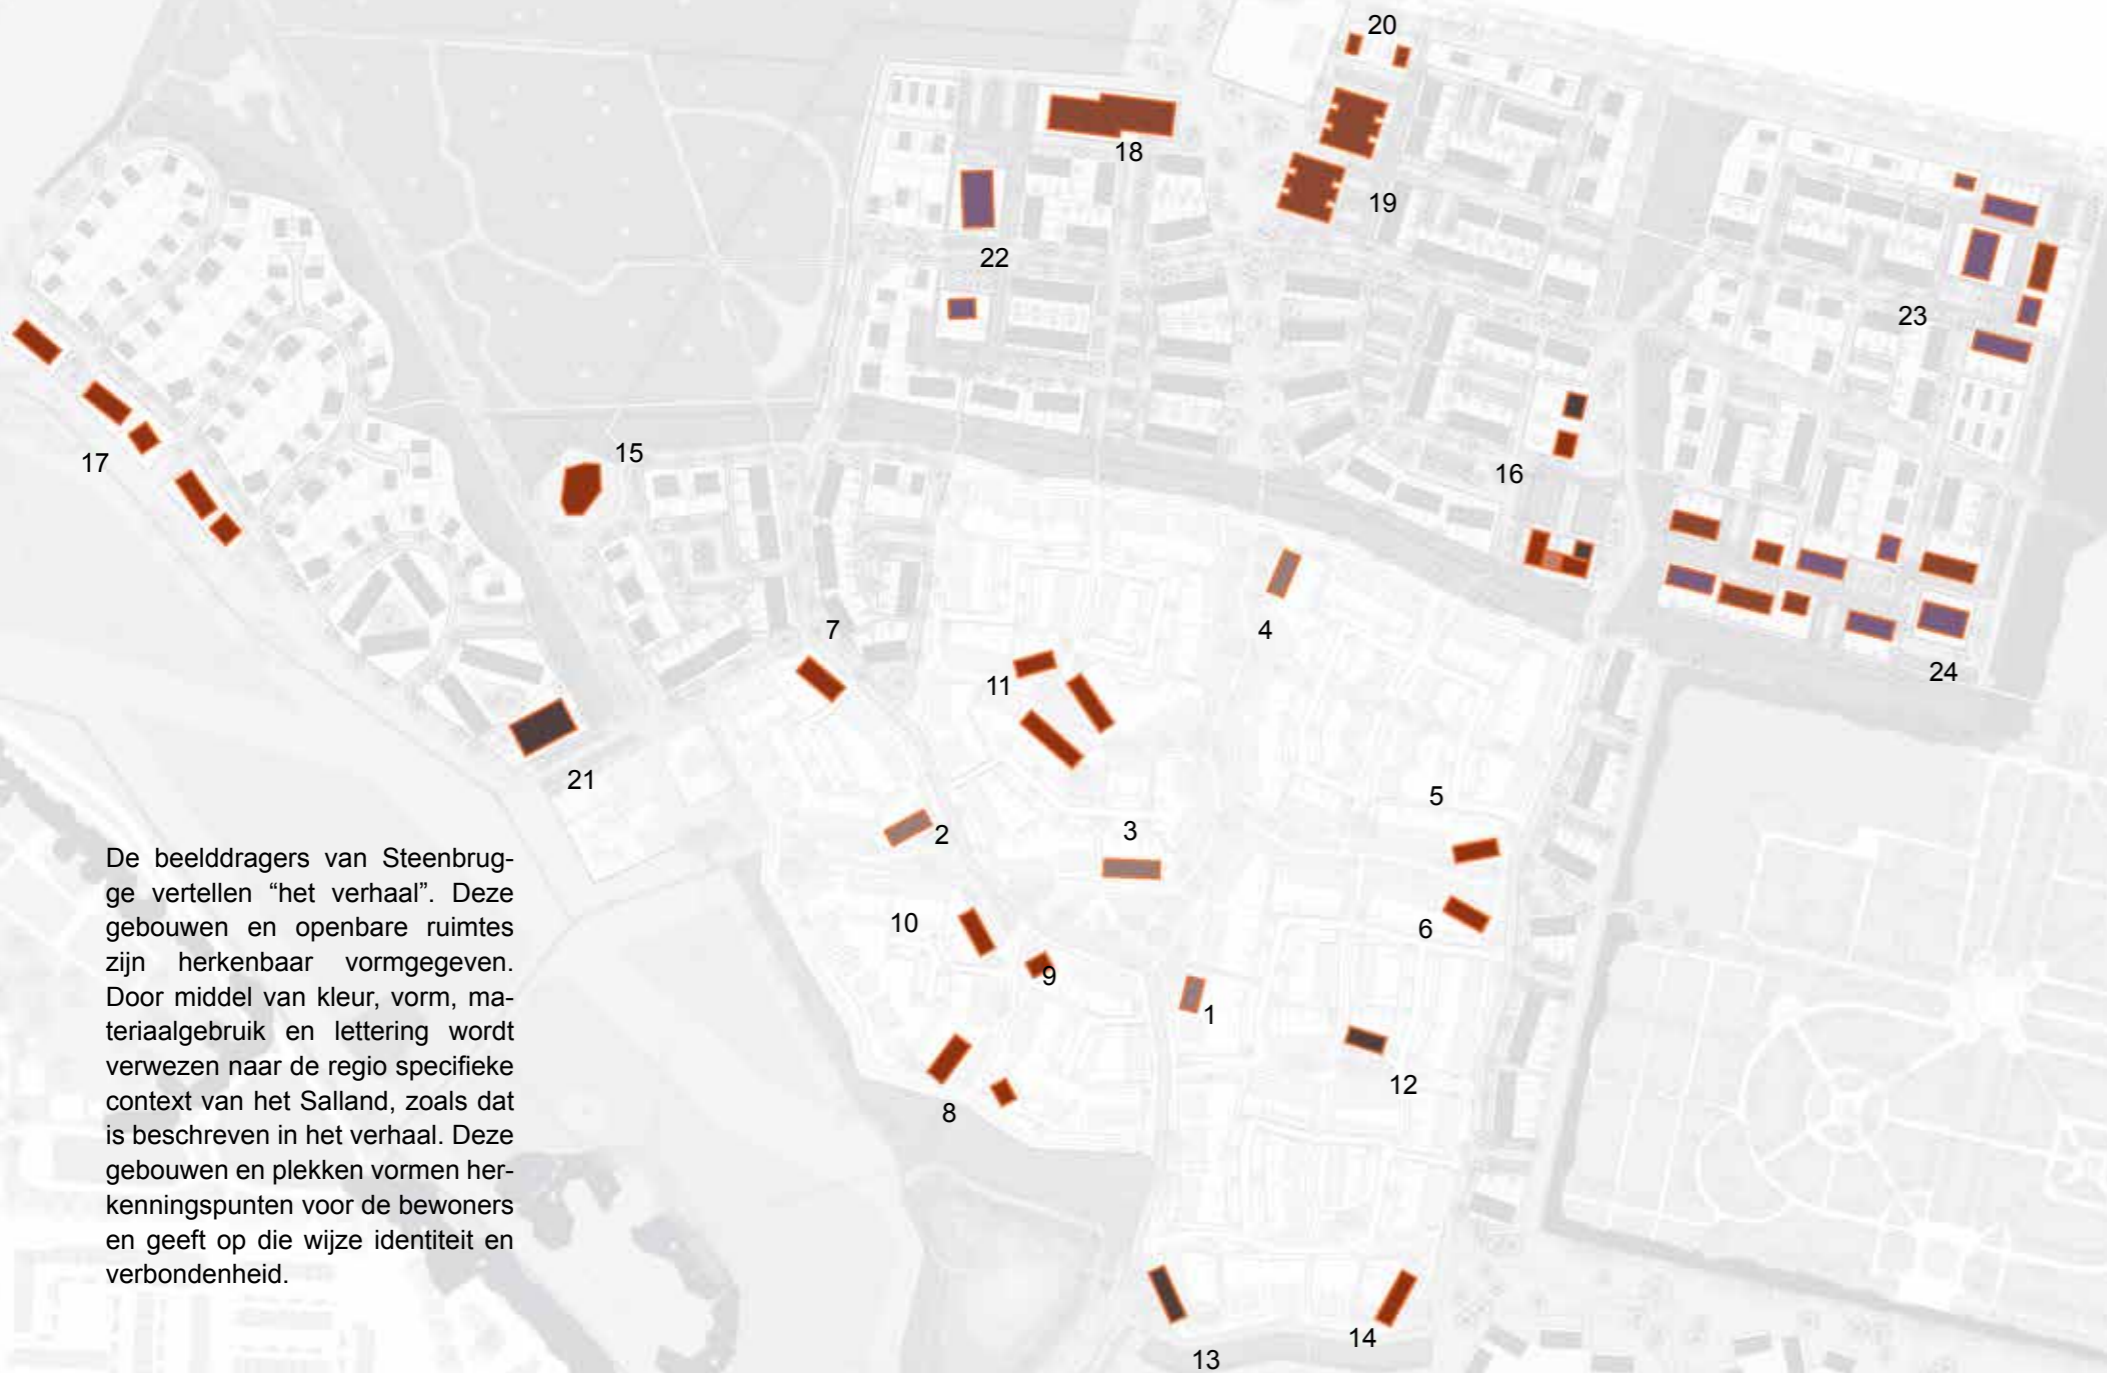 20
18
19
22
23
15
17
16
7
4
11
24
21
5
2
3
De beelddragers van Steenbrug-
ge vertellen “het verhaal”. Deze
gebouwen en openbare ruimtes
zijn herkenbaar vormgegeven.
Door middel van kleur, vorm, ma-
teriaalgebruik en lettering wordt
verwezen naar de regio specifieke
context van het Salland, zoals dat
is beschreven in het verhaal. Deze
gebouwen en plekken vormen her-
kenningspunten voor de bewoners
en geeft op die wijze identiteit en
verbondenheid.
10
6
9
1
12
8
14
13